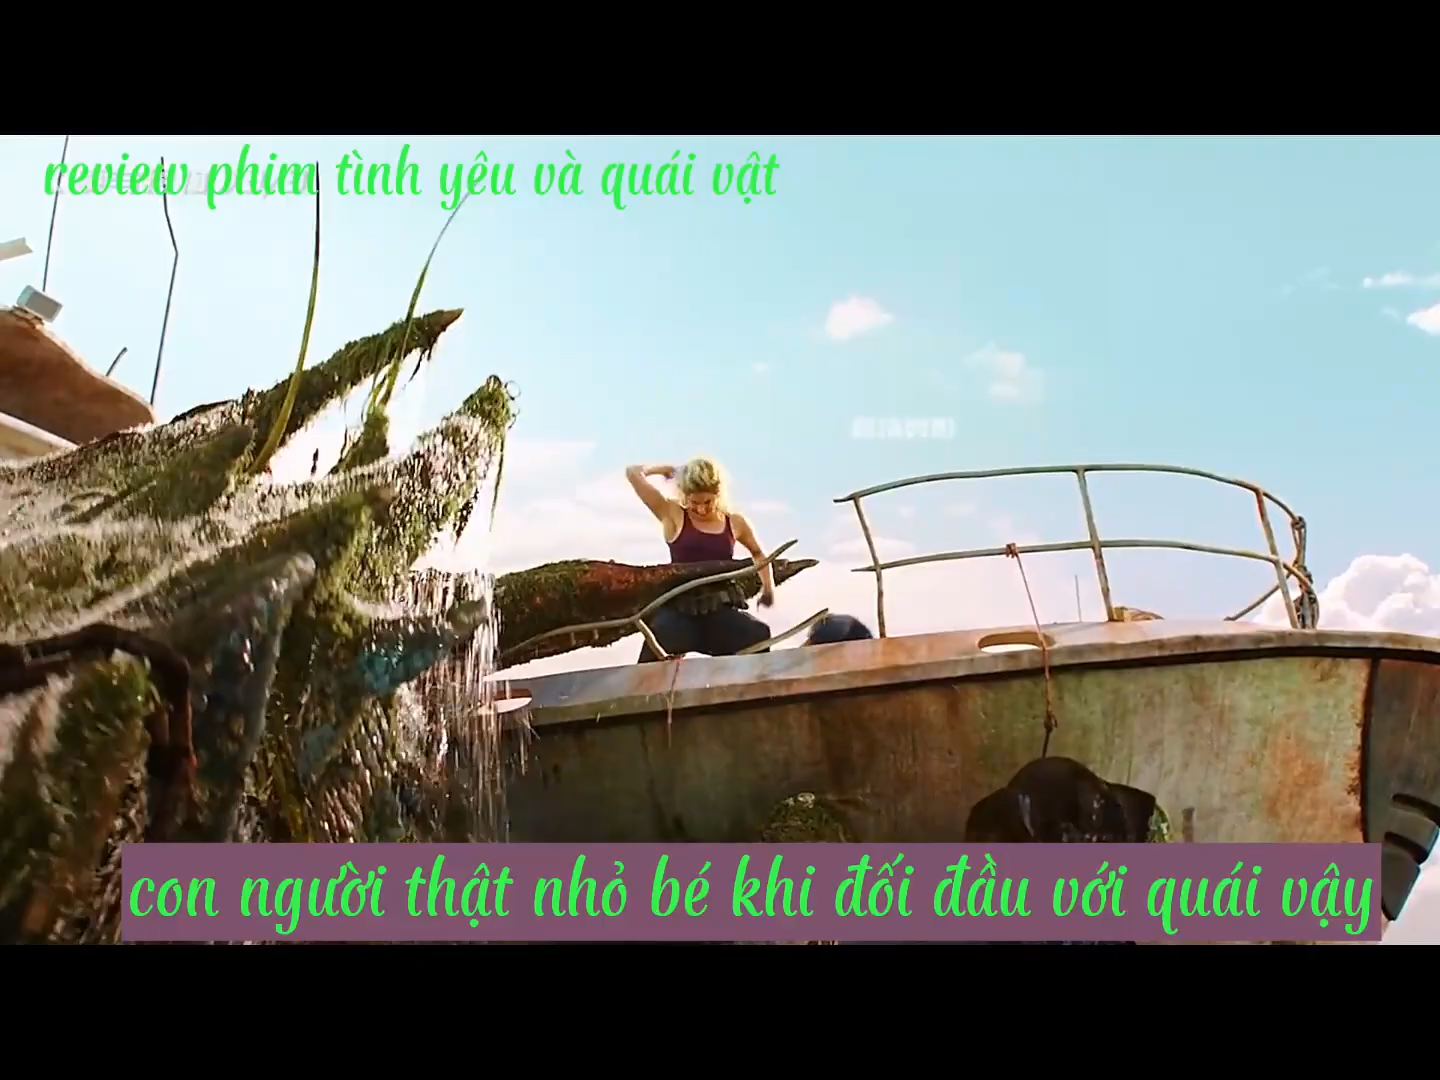 review phim tình yêu và quái vật
con người thật nhỏ bé khi đối đầu với quái vậy